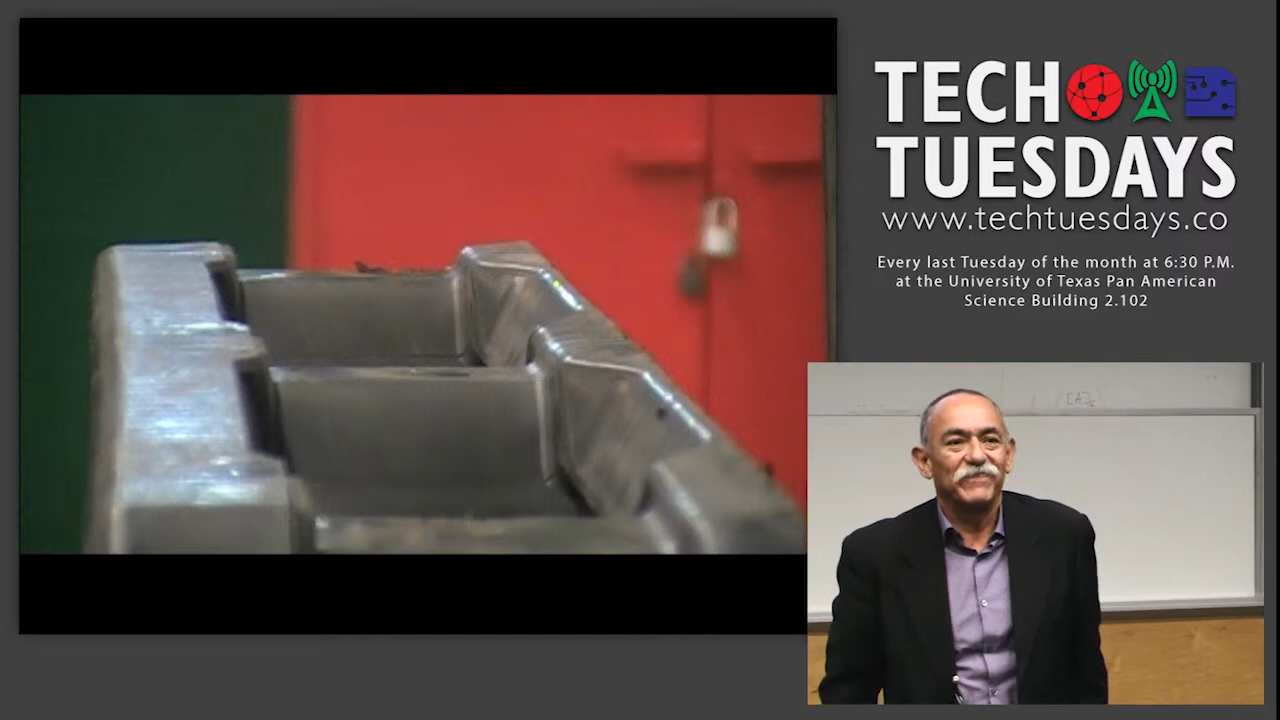 TECH
TUESDAYS
www.techtuesdays.co
Every last Tuesday of the month at 6:30 P.M.
at the University of Texas Pan American
Science Building 2.102